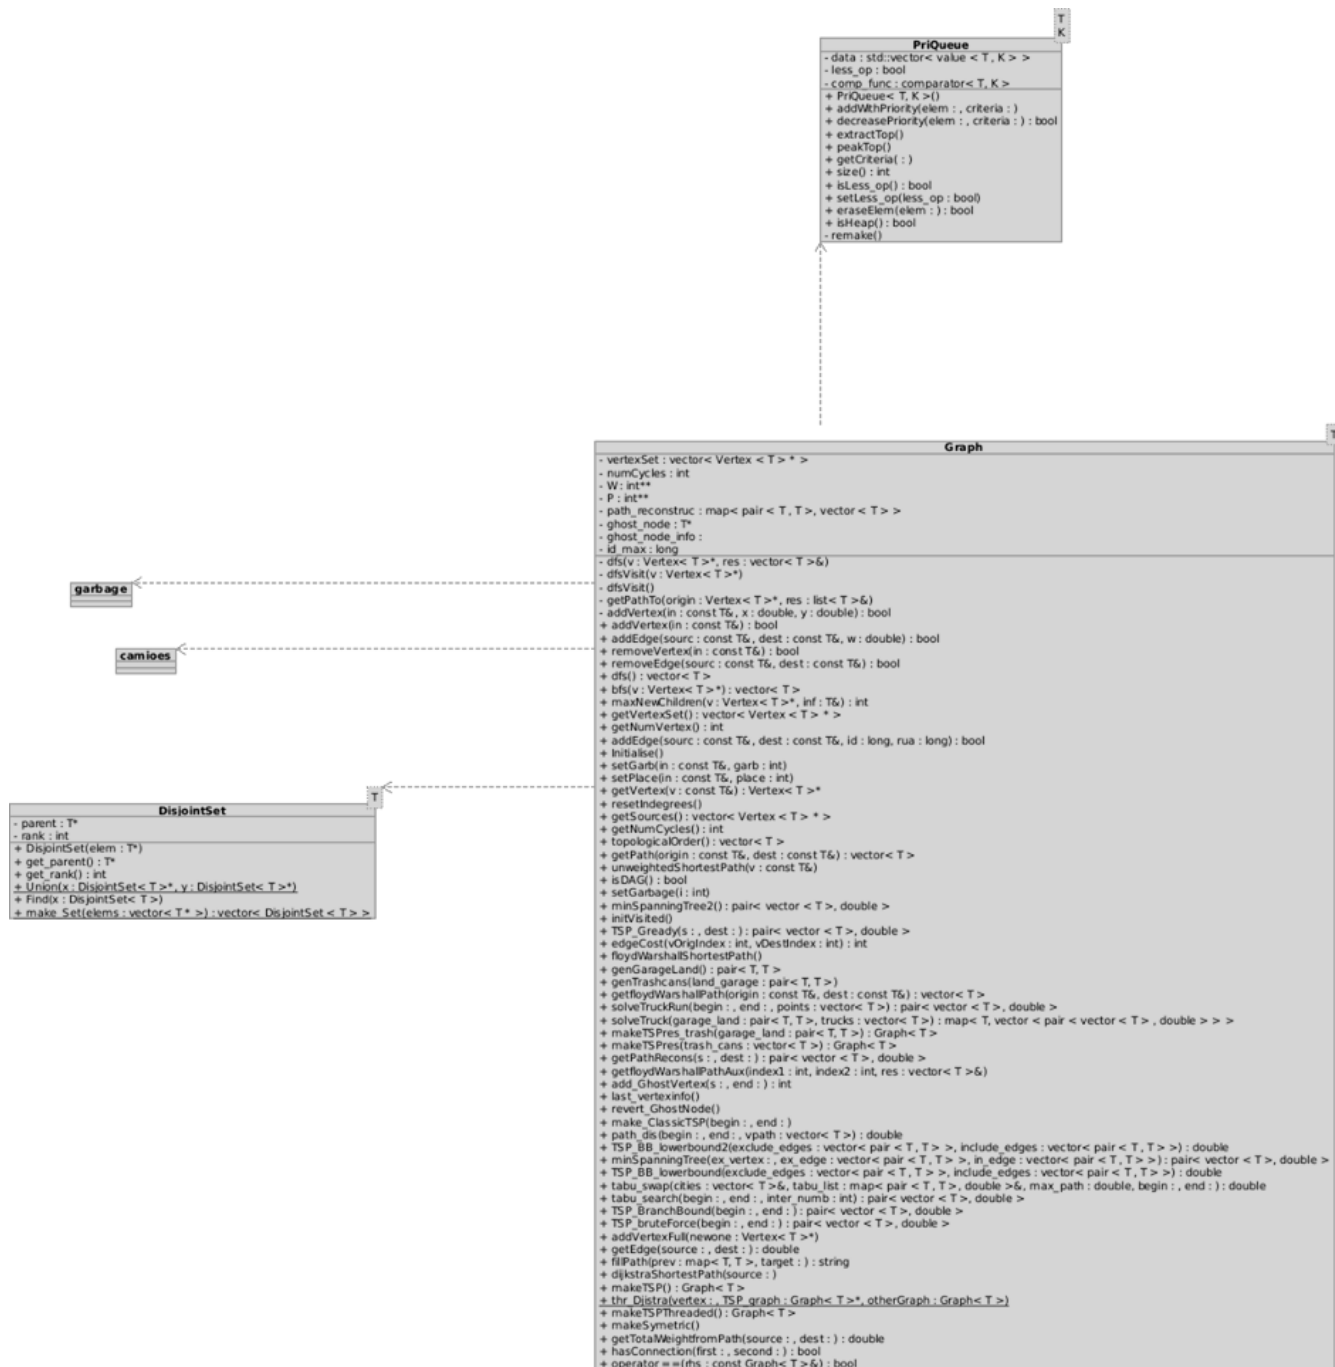 T
K
PriQueue
- data : std::vector< value < T , K > >
- less_op : bool
- comp_func : comparator< T, K >
+ PriQueue< T, K >()
+ addWithPriority(elem : , criteria : )
+ decreasePriority(elem : , criteria : ) : bool
+ extractTop()
+ peakTop()
+ getCriteria( : )
+ size() : int
+ isLess_op() : bool
+ setLess_op(less_op : bool)
+ eraseElem(elem : ) : bool
+ isHeap() : bool
- remake()
T
Graph
- vertexSet : vector< Vertex < T > * >
- numCycles : int
- W : int**
- P : int**
- path_reconstruc : map< pair < T , T >, vector < T > >
- ghost_node : T*
- ghost_node_info :
- id_max : long
- dfs(v : Vertex< T >*, res : vector< T >&)
- dfsVisit(v : Vertex< T >*)
- dfsVisit()
- getPathTo(origin : Vertex< T >*, res : list< T >&)
- addVertex(in : const T&, x : double, y : double) : bool
+ addVertex(in : const T&) : bool
+ addEdge(sourc : const T&, dest : const T&, w : double) : bool
+ removeVertex(in : const T&) : bool
+ removeEdge(sourc : const T&, dest : const T&) : bool
+ dfs() : vector< T >
+ bfs(v : Vertex< T >*) : vector< T >
+ maxNewChildren(v : Vertex< T >*, inf : T&) : int
+ getVertexSet() : vector< Vertex < T > * >
+ getNumVertex() : int
+ addEdge(sourc : const T&, dest : const T&, id : long, rua : long) : bool
+ Initialise()
+ setGarb(in : const T&, garb : int)
+ setPlace(in : const T&, place : int)
+ getVertex(v : const T&) : Vertex< T >*
+ resetIndegrees()
+ getSources() : vector< Vertex < T > * >
+ getNumCycles() : int
+ topologicalOrder() : vector< T >
+ getPath(origin : const T&, dest : const T&) : vector< T >
+ unweightedShortestPath(v : const T&)
+ isDAG() : bool
+ setGarbage(i : int)
+ minSpanningTree2() : pair< vector < T >, double >
+ initVisited()
+ TSP_Gready(s : , dest : ) : pair< vector < T >, double >
+ edgeCost(vOrigIndex : int, vDestIndex : int) : int
+ floydWarshallShortestPath()
+ genGarageLand() : pair< T, T >
+ genTrashcans(land_garage : pair< T, T >)
+ getfloydWarshallPath(origin : const T&, dest : const T&) : vector< T >
+ solveTruckRun(begin : , end : , points : vector< T >) : pair< vector < T >, double >
+ solveTruck(garage_land : pair< T, T >, trucks : vector< T >) : map< T, vector < pair < vector < T > , double > > >
+ makeTSPres_trash(garage_land : pair< T, T >) : Graph< T >
+ makeTSPres(trash_cans : vector< T >) : Graph< T >
+ getPathRecons(s : , dest : ) : pair< vector < T >, double >
+ getfloydWarshallPathAux(index1 : int, index2 : int, res : vector< T >&)
+ add_GhostVertex(s : , end : ) : int
+ last_vertexinfo()
+ revert_GhostNode()
+ make_ClassicTSP(begin : , end : )
+ path_dis(begin : , end : , vpath : vector< T >) : double
+ TSP_BB_lowerbound2(exclude_edges : vector< pair < T, T > >, include_edges : vector< pair < T, T > >) : double
+ minSpanningTree(ex_vertex : , ex_edge : vector< pair < T, T > >, in_edge : vector< pair < T, T > >) : pair< vector < T >, double >
+ TSP_BB_lowerbound(exclude_edges : vector< pair < T, T > >, include_edges : vector< pair < T, T > >) : double
+ tabu_swap(cities : vector< T >&, tabu_list : map< pair < T, T >, double >&, max_path : double, begin : , end : ) : double
+ tabu_search(begin : , end : , inter_numb : int) : pair< vector < T >, double >
+ TSP_BranchBound(begin : , end : ) : pair< vector < T >, double >
+ TSP_bruteForce(begin : , end : ) : pair< vector < T >, double >
+ addVertexFull(newone : Vertex< T >*)
+ getEdge(source : , dest : ) : double
+ fillPath(prev : map< T, T >, target : ) : string
+ dijkstraShortestPath(source : )
+ makeTSP() : Graph< T >
+ thr_Djistra(vertex : , TSP_graph : Graph< T >*, otherGraph : Graph< T >)
+ makeTSPThreaded() : Graph< T >
+ makeSymetric()
+ getTotalWeightfromPath(source : , dest : ) : double
+ hasConnection(first : , second : ) : bool
+ operator ==(rhs : const Graph< T >&) : bool
garbage
camioes
T
DisjointSet
- parent : T*
- rank : int
+ DisjointSet(elem : T*)
+ get_parent() : T*
+ get_rank() : int
+ Union(x : DisjointSet< T >*, y : DisjointSet< T >*)
+ Find(x : DisjointSet< T >)
+ make_Set(elems : vector< T * >) : vector< DisjointSet < T > >